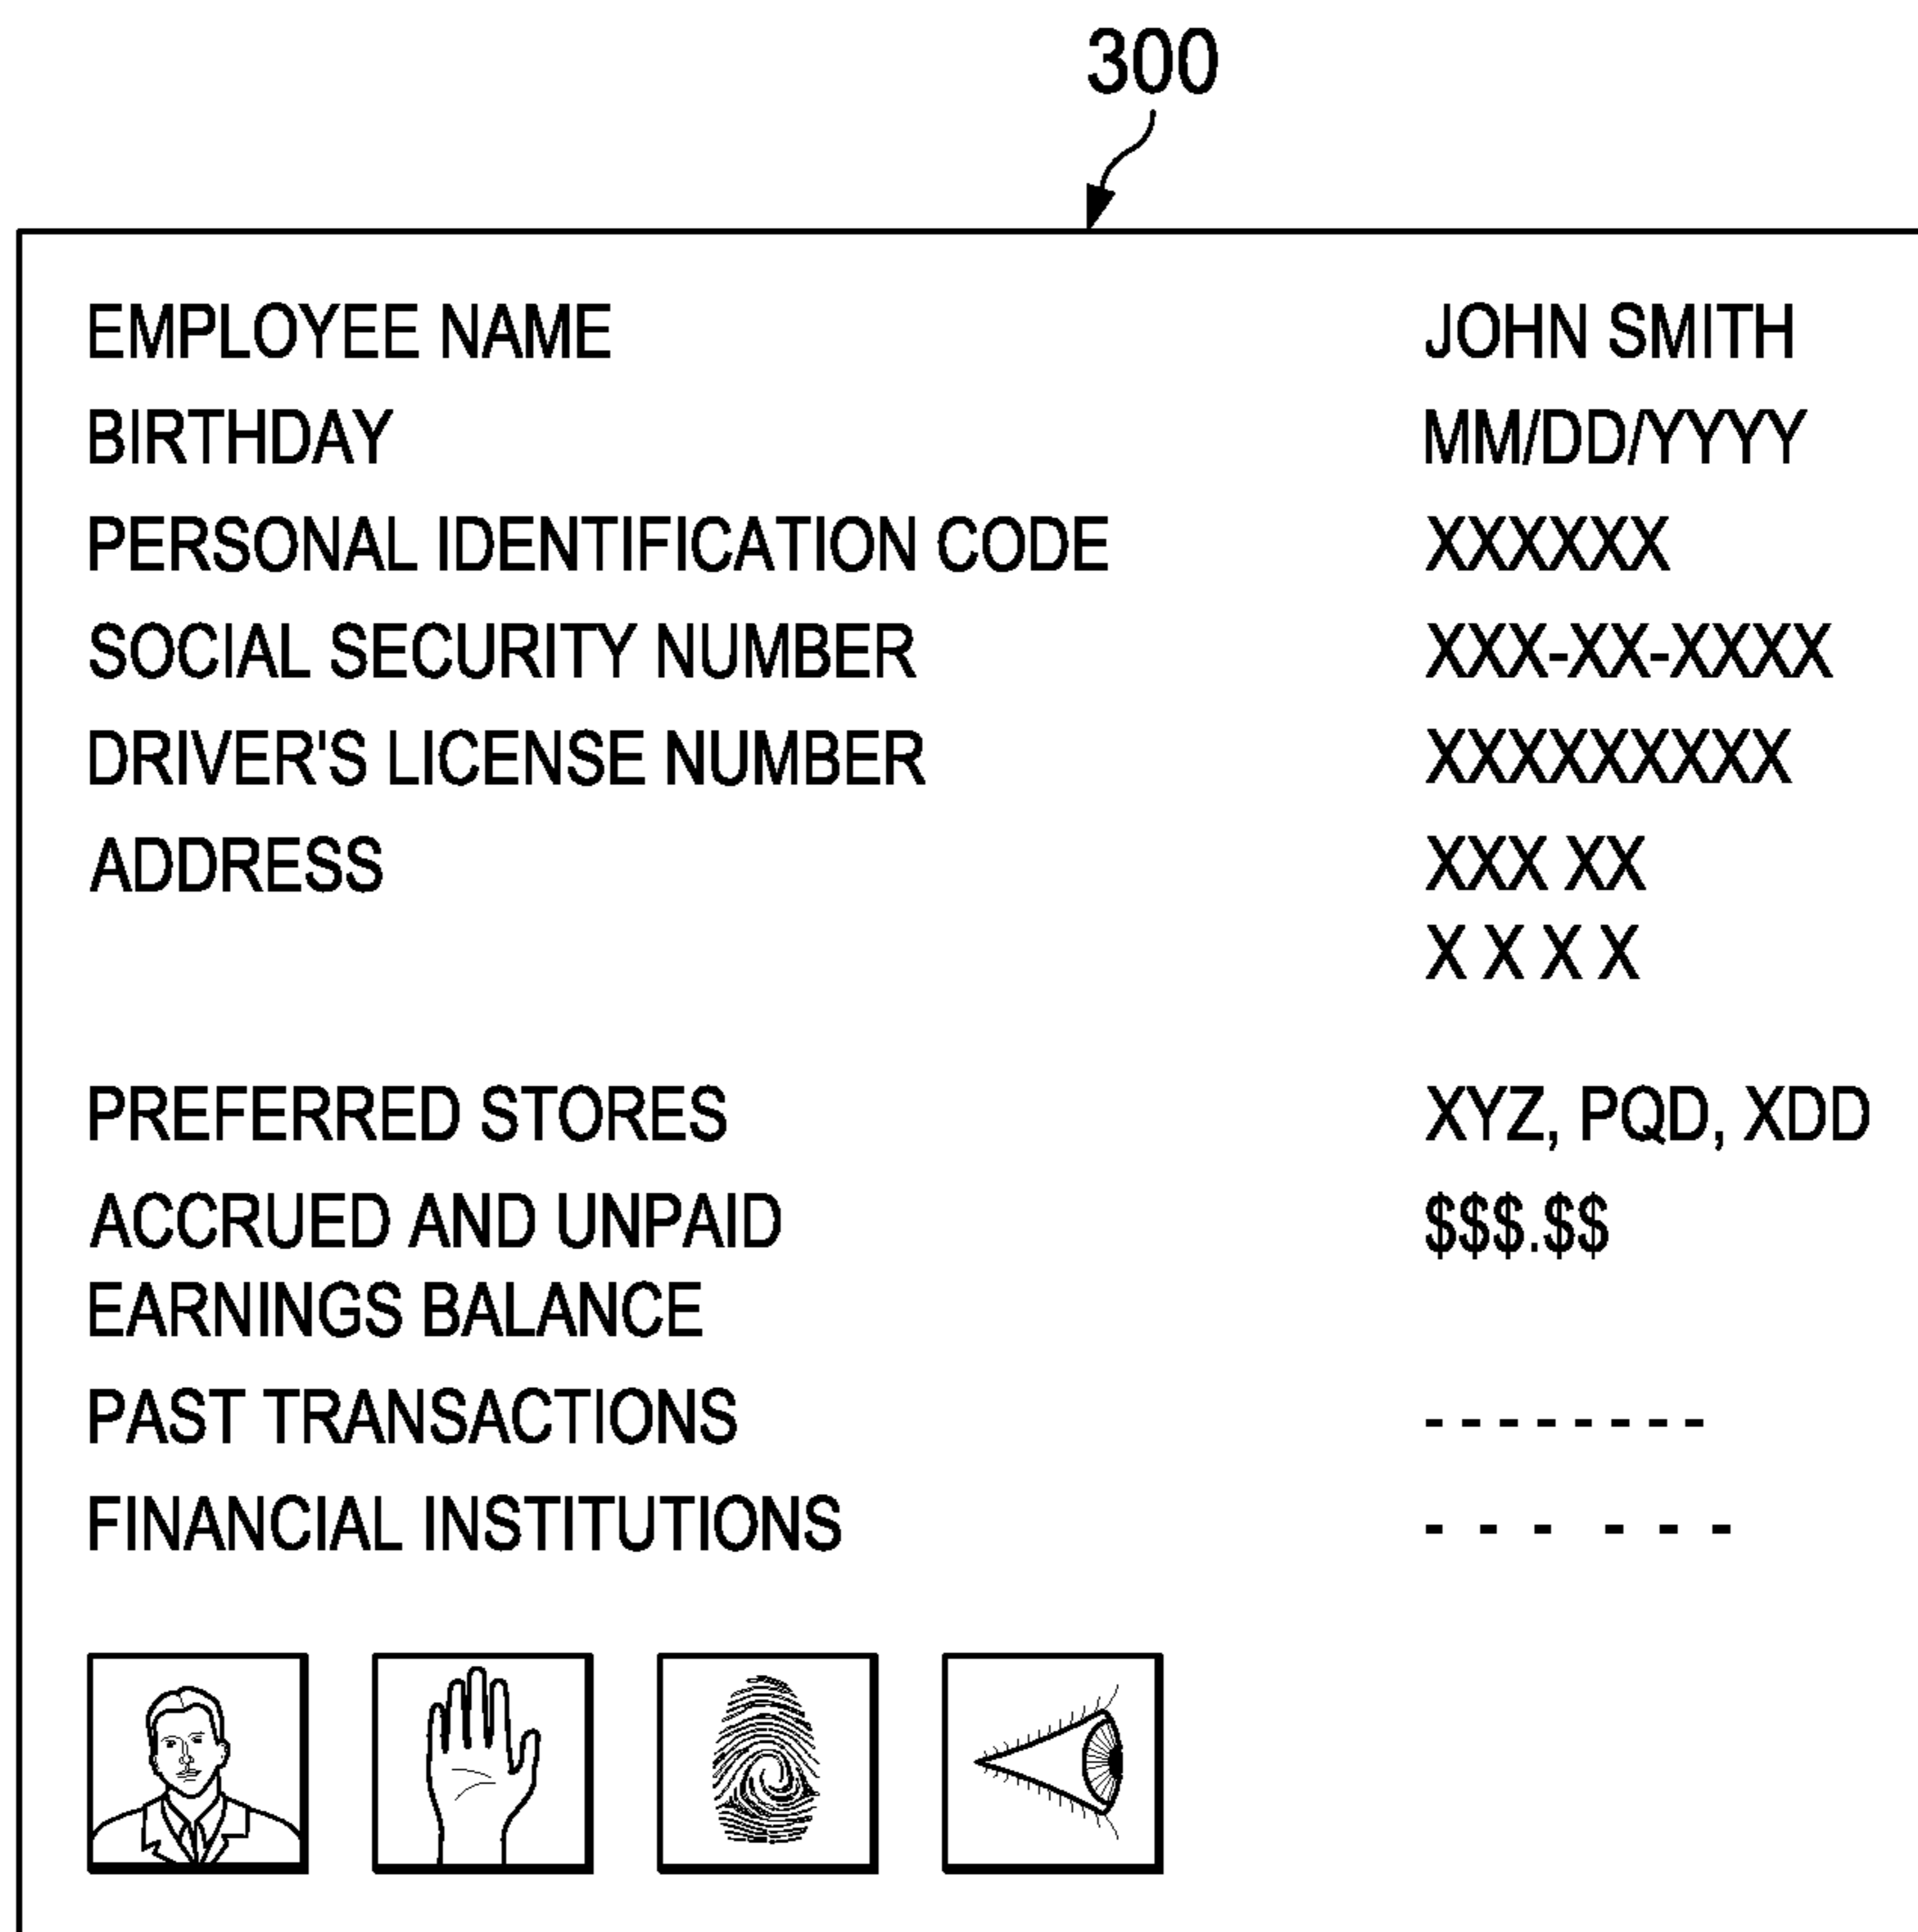 300
EMPLOYEE NAME JOHN SMITH
BIRTHDAY MM/DD/YYYY
PERSONAL IDENTIFICATION CODE XXXXXX
SOCIAL SECURITY NUMBER XXX-XX-XXXX
DRIVER'S LICENSE NUMBER XXXXXXXXX
ADDRESS XXX XX
X X X X
PREFERRED STORES XYZ, PQD, XDD
ACCRUED AND UNPAID $$$.$$
EARNINGS BALANCE
PAST TRANSACTIONS - - - - - - - -
FINANCIAL INSTITUTIONS - - - - - -